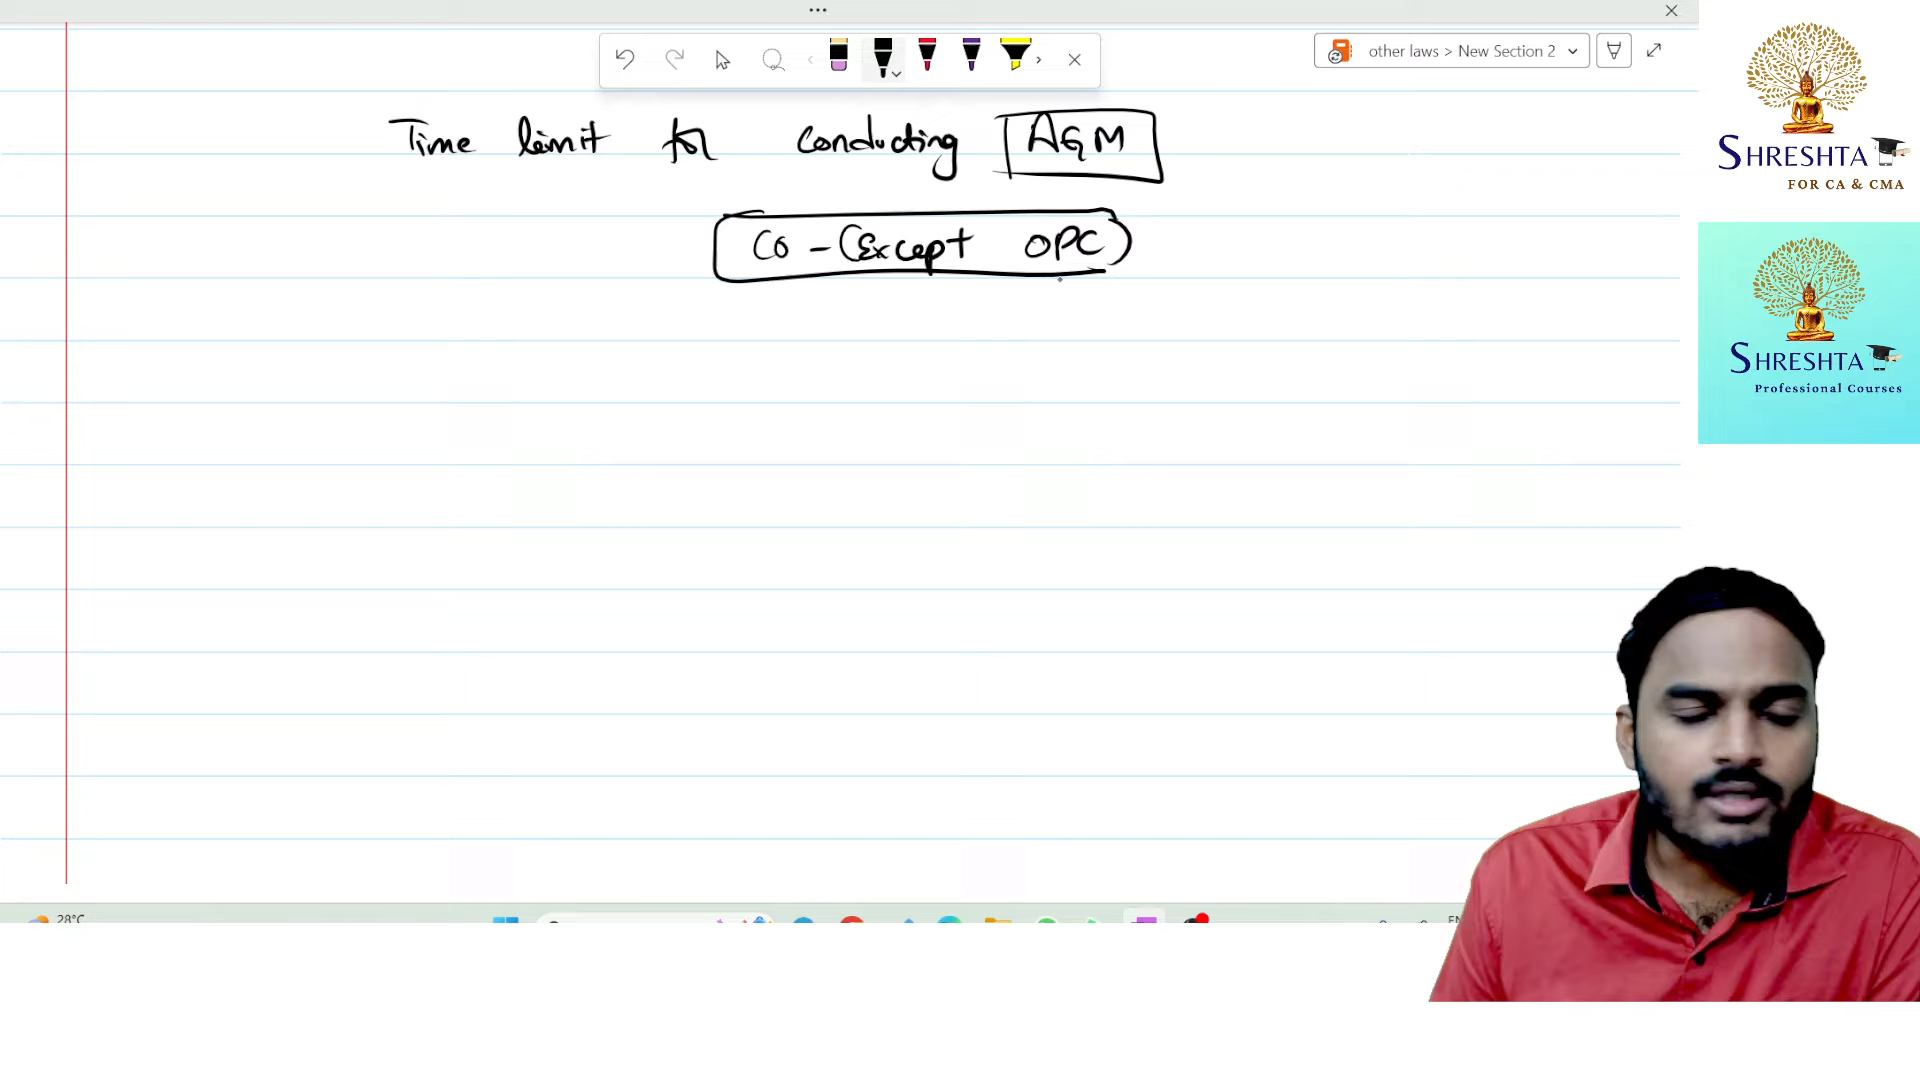 other laws > New Section 2
Time limit for conducting AGM
Co - (Except OPC)
SHRESHTA
FOR CA & CMA
SHRESHTA
Professional Courses
28°C